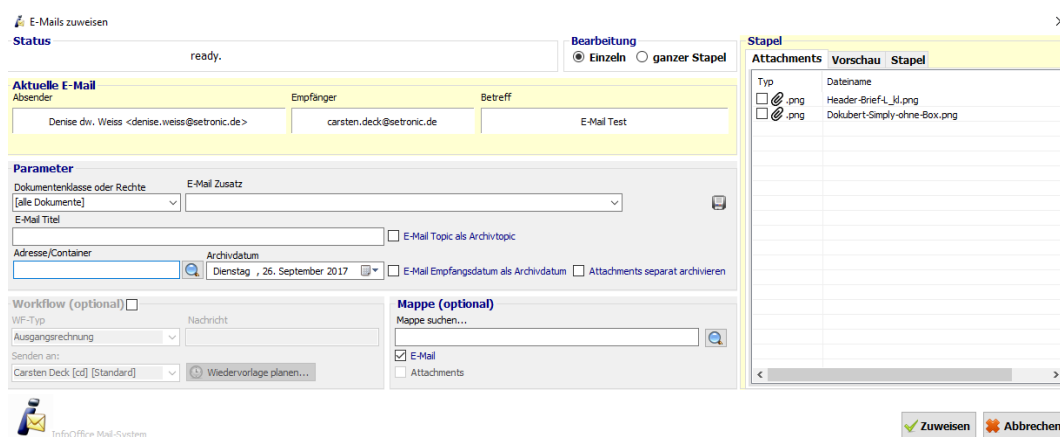 E-Mails zuweisen
Status
ready.
Bearbeitung
Einzeln ganzer Stapel
Aktuelle E-Mail
Absender Empfänger Betreff
Denise dw. Weiss <denise.weiss@setronic.de> carsten.deck@setronic.de E-Mail Test
Parameter
Dokumentenklasse oder Rechte E-Mail Zusatz
[alle Dokumente]
E-Mail Titel
E-Mail Topic als Archivtopic
Adresse/Container Archivdatum
Dienstag , 26. September 2017 E-Mail Empfangsdatum als Archivdatum Attachments separat archivieren
Workflow (optional)
WF-Typ Nachricht
Ausgangsrechnung
Senden an:
Carsten Deck [cd] [Standard] Wiedervorlage planen...
Mappe (optional)
Mappe suchen...
E-Mail
Attachments
Stapel
Attachments Vorschau Stapel
Typ Dateiname
.png Header-Brief-L_kl.png
.png Dokubert-Simply-ohne-Box.png
InfoOffice Mail-System
Zuweisen Abbrechen